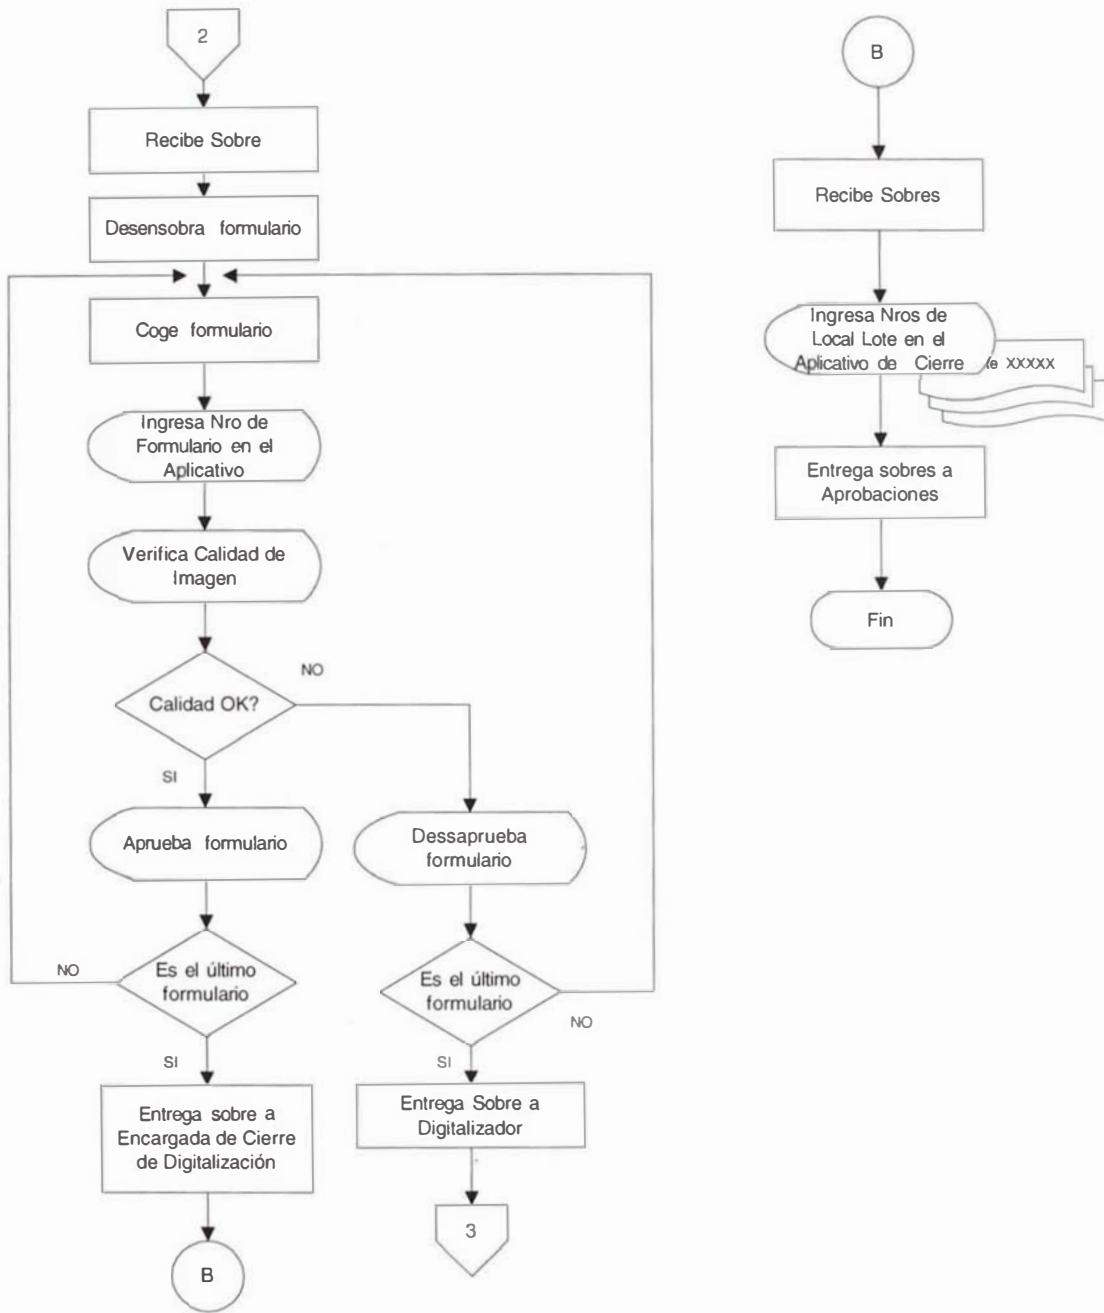 2
Recibe Sobre
Desensobra formulario
Coge formulario
Ingresa Nro de
Formulario en el
Aplicativo
Verifica Calidad de
Imagen
Calidad OK?
NO
SI
Aprueba formulario
Dessaprueba
formulario
Es el último
formulario
NO
SI
Es el último
formulario
NO
SI
Entrega sobre a
Encargada de Cierre
de Digitalización
Entrega Sobre a
Digitalizador
B
3
B
Recibe Sobres
Ingresa Nros de
Local Lote en el
Aplicativo de Cierre
XXXXX
Entrega sobres a
Aprobaciones
Fin